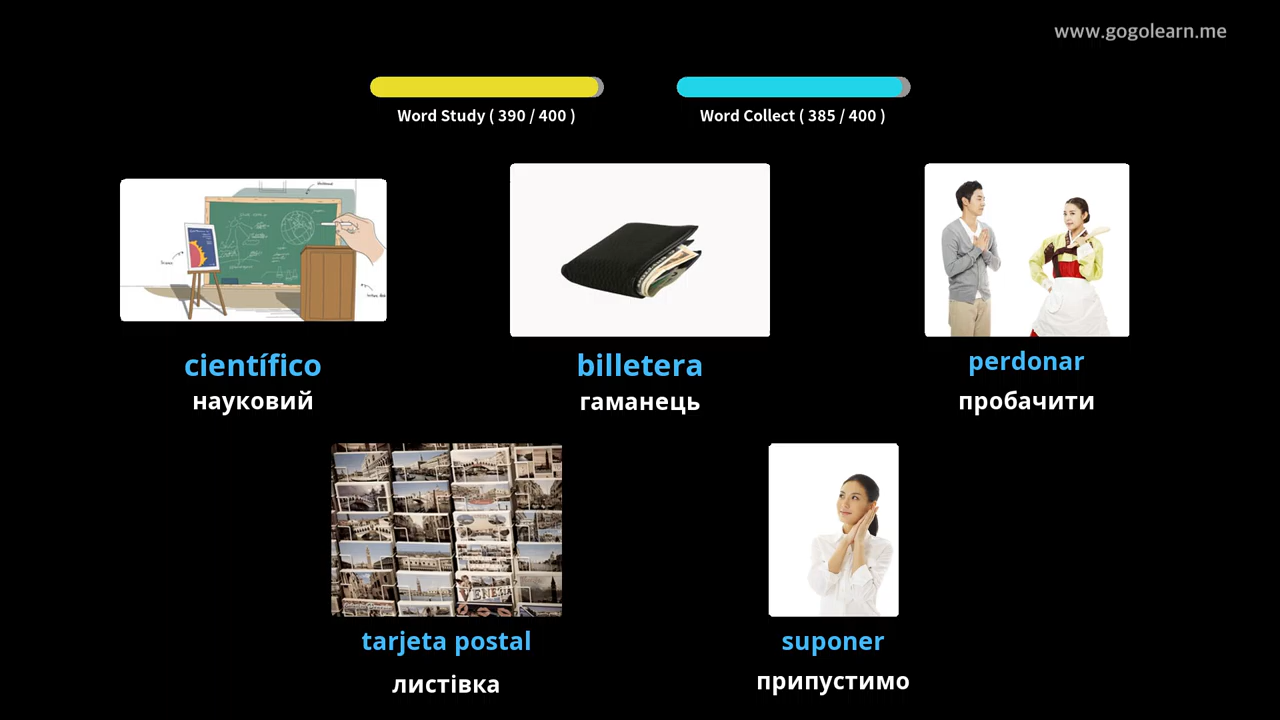 www.gogolearn.me
Word Study ( 390 / 400 )
Word Collect ( 385 / 400 )
científico
науковий
billetera
гаманець
perdonar
пробачити
VENEZIA
tarjeta postal
листівка
suponer
припустимо